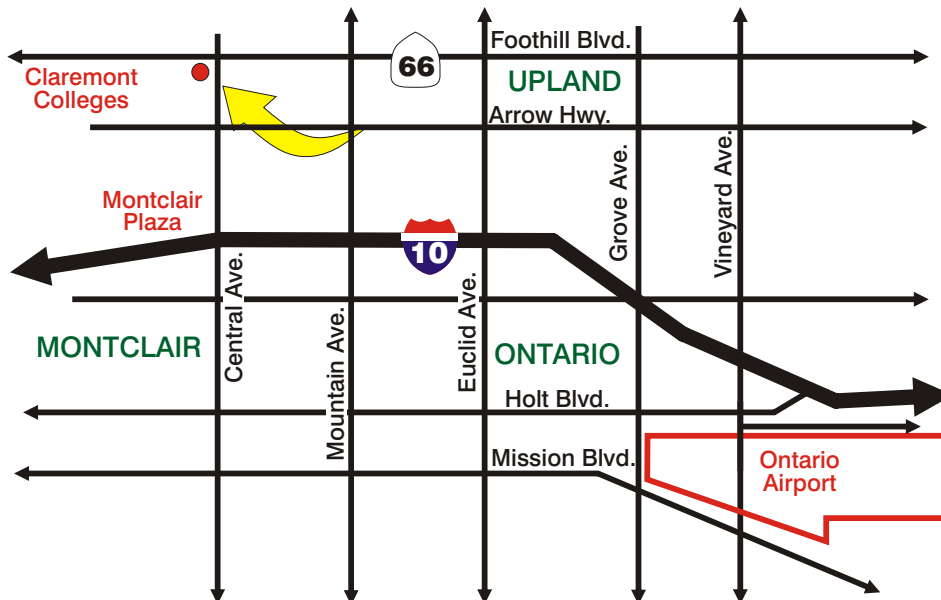 Foothill Blvd.
66
Claremont
Colleges
UPLAND
Arrow Hwy.
Grove Ave.
Vineyard Ave.
Montclair
Plaza
10
Central Ave.
Mountain Ave.
Euclid Ave.
MONTCLAIR
ONTARIO
Holt Blvd.
Mission Blvd.
Ontario
Airport